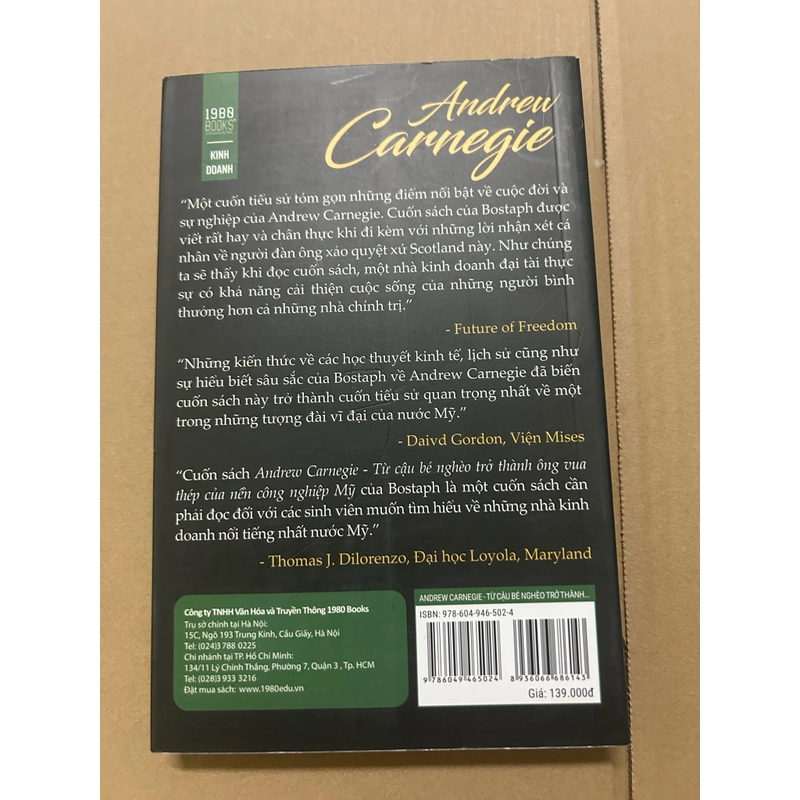 1980
BOOKS
KINH
DOANH
Andrew
Carnegie
“Một cuốn tiểu sử tóm gọn những điểm nổi bật về cuộc đời và
sự nghiệp của Andrew Carnegie. Cuốn sách của Bostaph được
viết rất hay và chân thực khi đi kèm với những lời nhận xét cá
nhân về người đàn ông xảo quyệt xứ Scotland này. Như chúng
ta sẽ thấy khi đọc cuốn sách, một nhà kinh doanh đại tài thực
sự có khả năng cải thiện cuộc sống của những người bình
thưởng hơn cả những nhà chính trị.”
- Future of Freedom
“Những kiến thức về các học thuyết kinh tế, lịch sử cũng như
sự hiểu biết sâu sắc của Bostaph về Andrew Carnegie đã biến
cuốn sách này trở thành cuốn tiểu sử quan trọng nhất về một
trong những tượng đài vĩ đại của nước Mỹ.”
- Daivd Gordon, Viện Mises
“Cuốn sách Andrew Carnegie - Từ cậu bé nghèo trở thành ông vua
thép của nền công nghiệp Mỹ của Bostaph là một cuốn sách cần
phải đọc đối với các sinh viên muốn tìm hiểu về những nhà kinh
doanh nổi tiếng nhất nước Mỹ.”
- Thomas J. Dilorenzo, Đại học Loyola, Maryland
Công ty TNHH Văn Hóa và Truyền Thông 1980 Books
Trụ sở chính tại Hà Nội:
15C, Ngõ 193 Trung Kính, Cầu Giấy, Hà Nội
Tel: (024)3 788 0225
Chi nhánh tại TP. Hồ Chí Minh:
134/11 Lý Chính Thắng, Phường 7, Quận 3 , Tp. HCM
Tel: (028)3 933 3216
Đặt mua sách: www.1980edu.vn
ANDREW CARNEGIE - TỪ CẬU BÉ NGHÈO TRỞ THÀNH...
ISBN: 978-604-946-502-4
9 786049 465024
8 936066 686143
Giá: 139.000đ